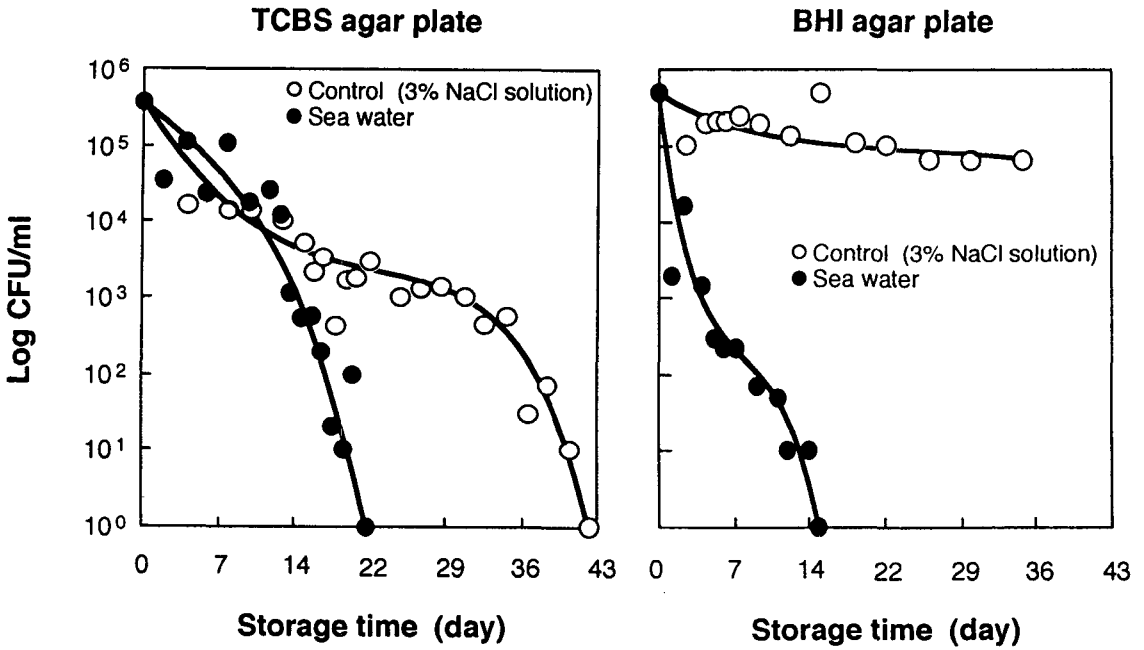 TCBS agar plate
BHI agar plate
Log CFU/ml
10⁶
10⁵
10⁴
10³
10²
10¹
10⁰
Control (3% NaCl solution)
Sea water
Control (3% NaCl solution)
Sea water
0 7 14 22 29 36 43
0 7 14 22 29 36 43
Storage time (day)
Storage time (day)